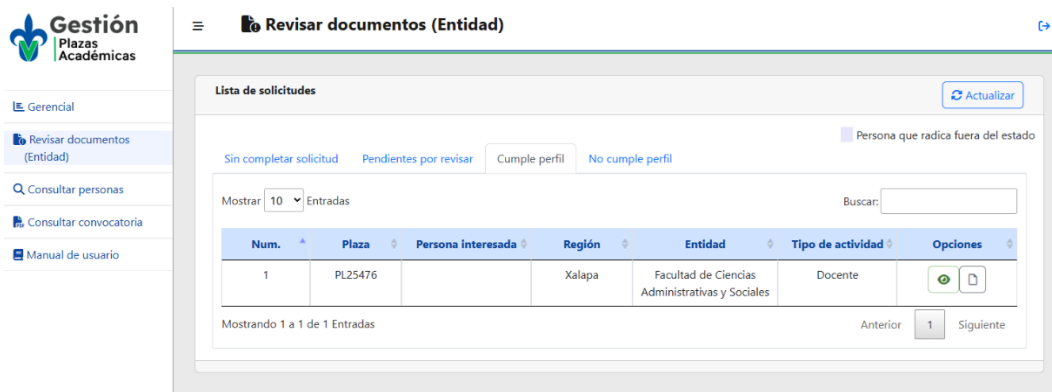 Gestión
Plazas
Académicas
Revisar documentos (Entidad)
Gerencial
Revisar documentos
(Entidad)
Consultar personas
Consultar convocatoria
Manual de usuario
Lista de solicitudes
Actualizar
Persona que radica fuera del estado
Sin completar solicitud Pendientes por revisar Cumple perfil No cumple perfil
Mostrar 10 Entradas Buscar:
Num. Plaza Persona interesada Región Entidad Tipo de actividad Opciones
1 PL25476 Xalapa Facultad de Ciencias Docente
Administrativas y Sociales
Mostrando 1 a 1 de 1 Entradas Anterior 1 Siguiente